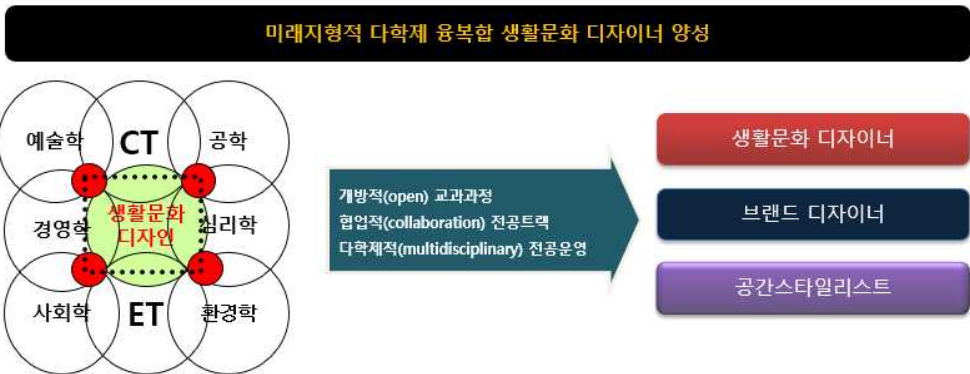 미래지형적 다학제 융복합 생활문화 디자이너 양성
예술학
CT
공학
경영학
생활문화
디자인
심리학
사회학
ET
환경학
개방적(open) 교과과정
협업적(collaboration) 전공트랙
다학제적(multidisciplinary) 전공운영
생활문화 디자이너
브랜드 디자이너
공간스타일리스트